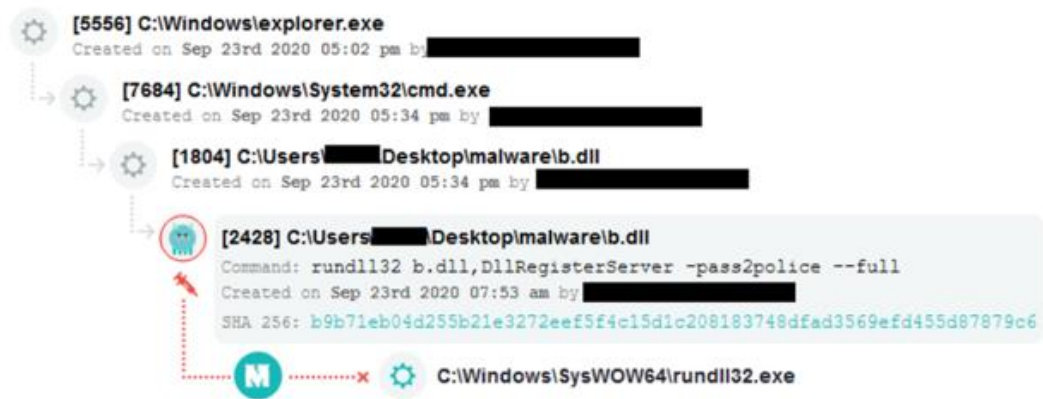 [5556] C:\Windows\explorer.exe
Created on Sep 23rd 2020 05:02 pm by
[7684] C:\Windows\System32\cmd.exe
Created on Sep 23rd 2020 05:34 pm by
[1804] C:\Users\ Desktop\malware\b.dll
Created on Sep 23rd 2020 05:34 pm by
[2428] C:\Users \Desktop\malware\b.dll
Command: rundll32 b.dll,DllRegisterServer -pass2police --full
Created on Sep 23rd 2020 07:53 am by
SHA 256: b9b71eb04d255b21e3272eef5f4c15d1c208183748dfad3569efd455d87879c6
M
C:\Windows\SysWOW64\rundll32.exe